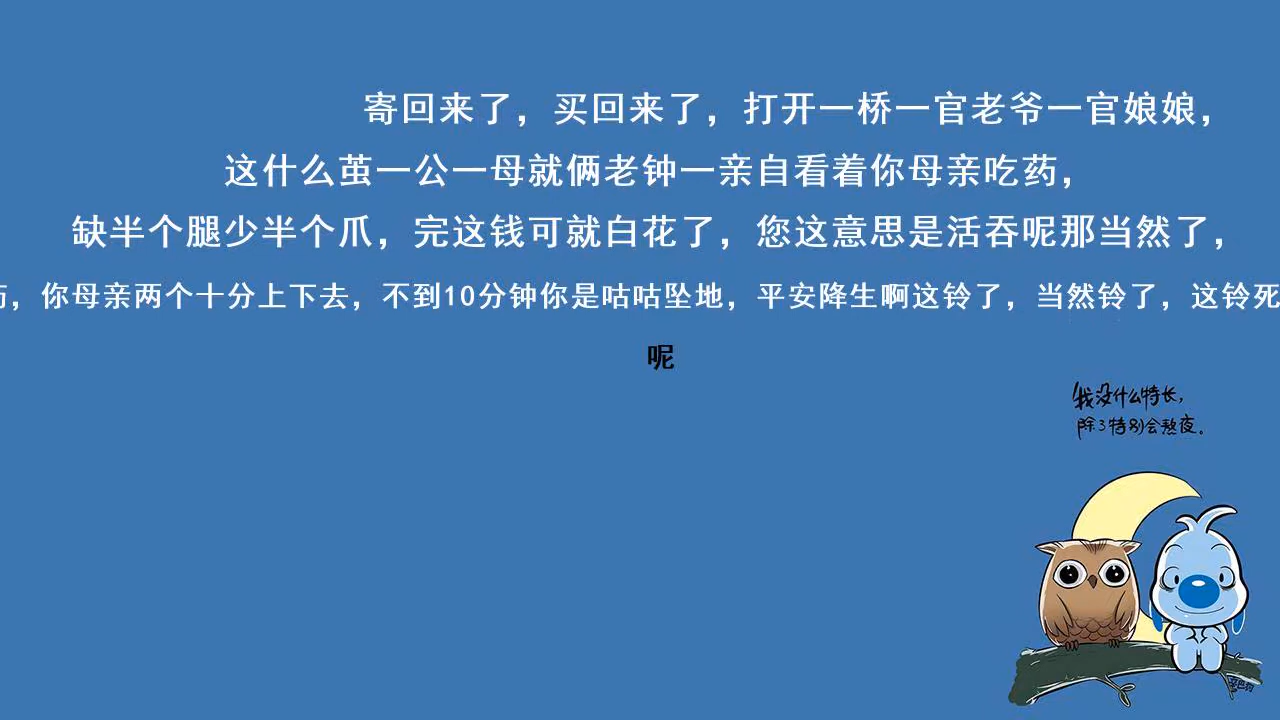 寄回来了，买回来了，打开一桥一官老爷一官娘娘，
这什么茧一公一母就俩老钟一亲自看着你母亲吃药，
缺半个腿少半个爪，完这钱可就白花了，您这意思是活吞呢那当然了，
，你母亲两个十分上下去，不到10分钟你是咕咕坠地，平安降生啊这铃了，当然铃了，这铃死
呢
我没什么特长，
除了特别会熬夜。